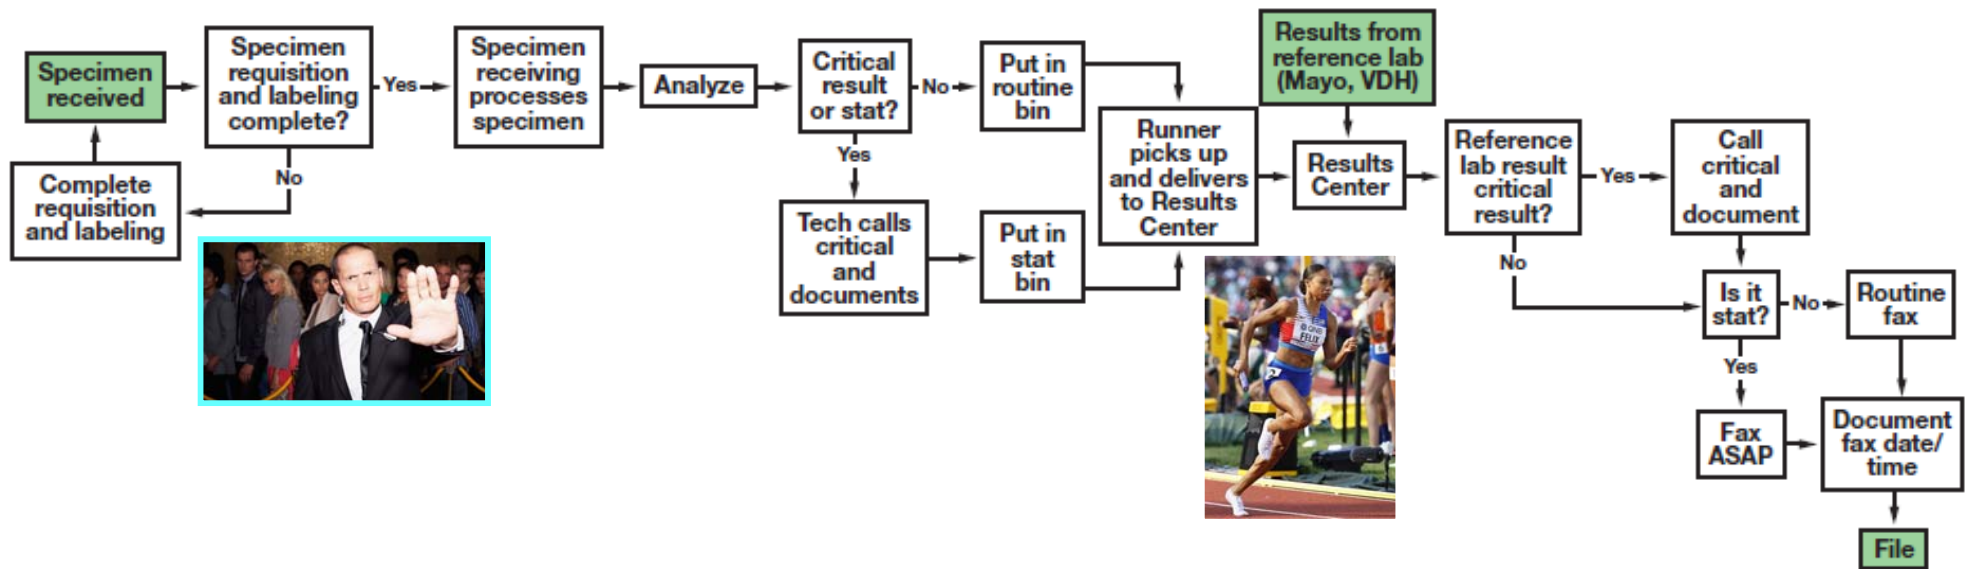 Specimen
received
Specimen
requisition
and labeling
complete?
Yes
No
Complete
requisition
and labeling
Specimen
receiving
processes
specimen
Analyze
Critical
result
or stat?
No
Yes
Put in
routine
bin
Tech calls
critical
and
documents
Put in
stat
bin
Runner
picks up
and delivers
to Results
Center
Results from
reference lab
(Mayo, VDH)
Results
Center
Reference
lab result
critical
result?
Yes
No
Call
critical
and
document
Is it
stat?
No
Yes
Routine
fax
Fax
ASAP
Document
fax date/
time
File
FELIX